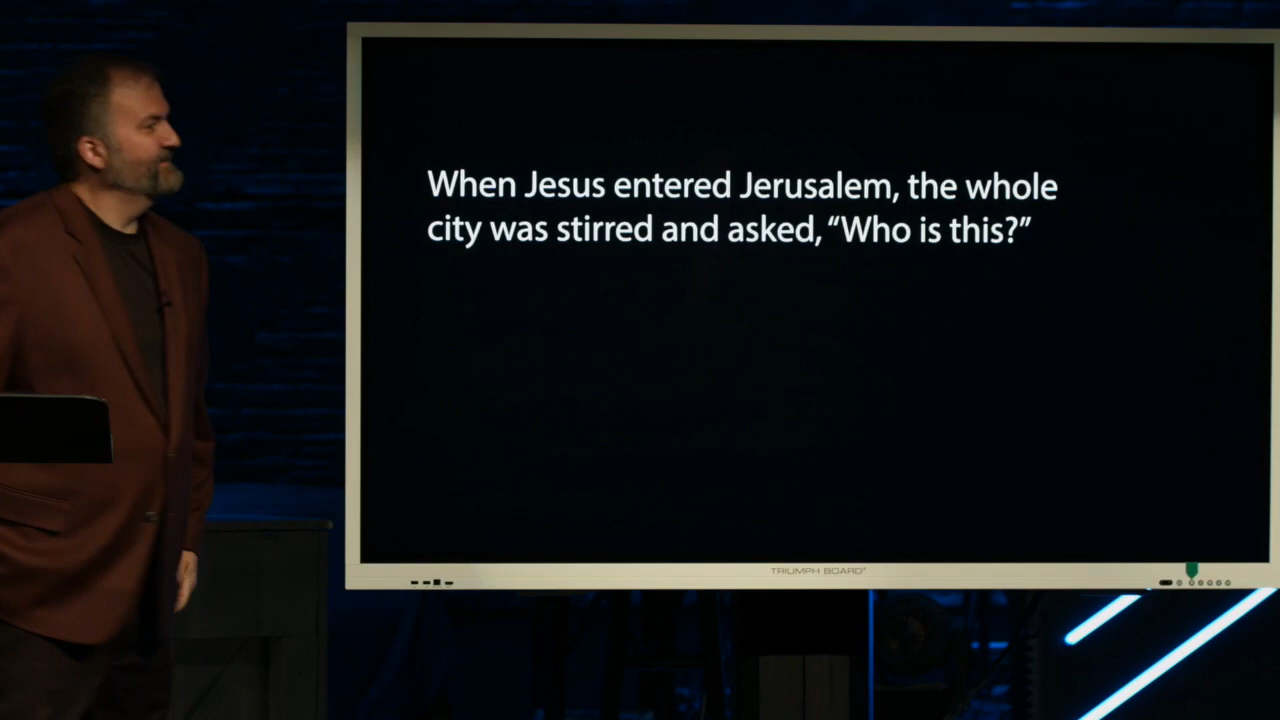 When Jesus entered Jerusalem, the whole
city was stirred and asked, “Who is this?”
TRIUMPH BOARD®